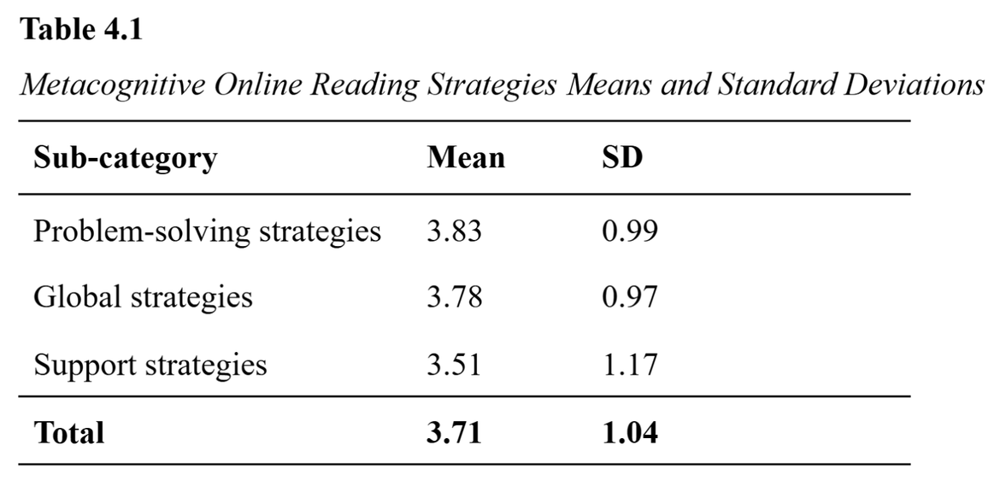 Table 4.1
Metacognitive Online Reading Strategies Means and Standard Deviations
Sub-category Mean SD
Problem-solving strategies 3.83 0.99
Global strategies 3.78 0.97
Support strategies 3.51 1.17
Total 3.71 1.04